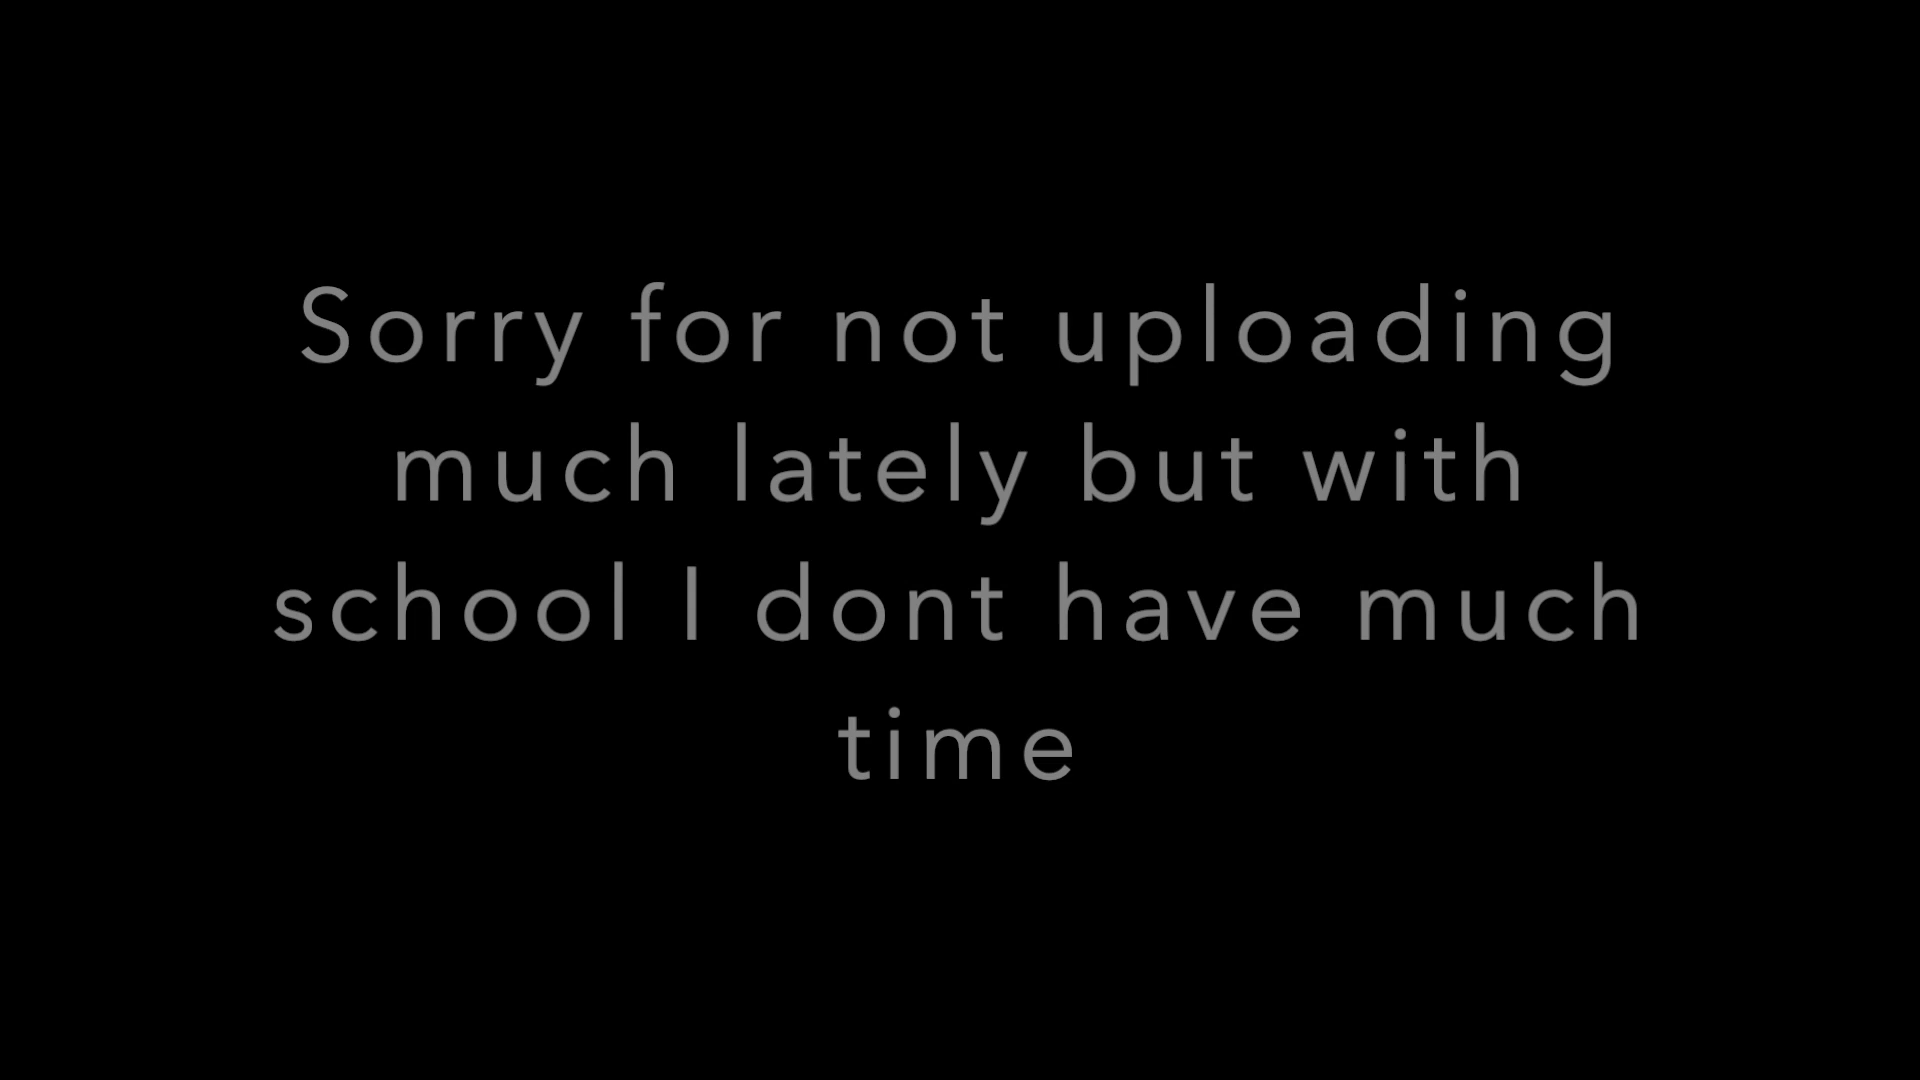 Sorry for not uploading
much lately but with
school I dont have much
time